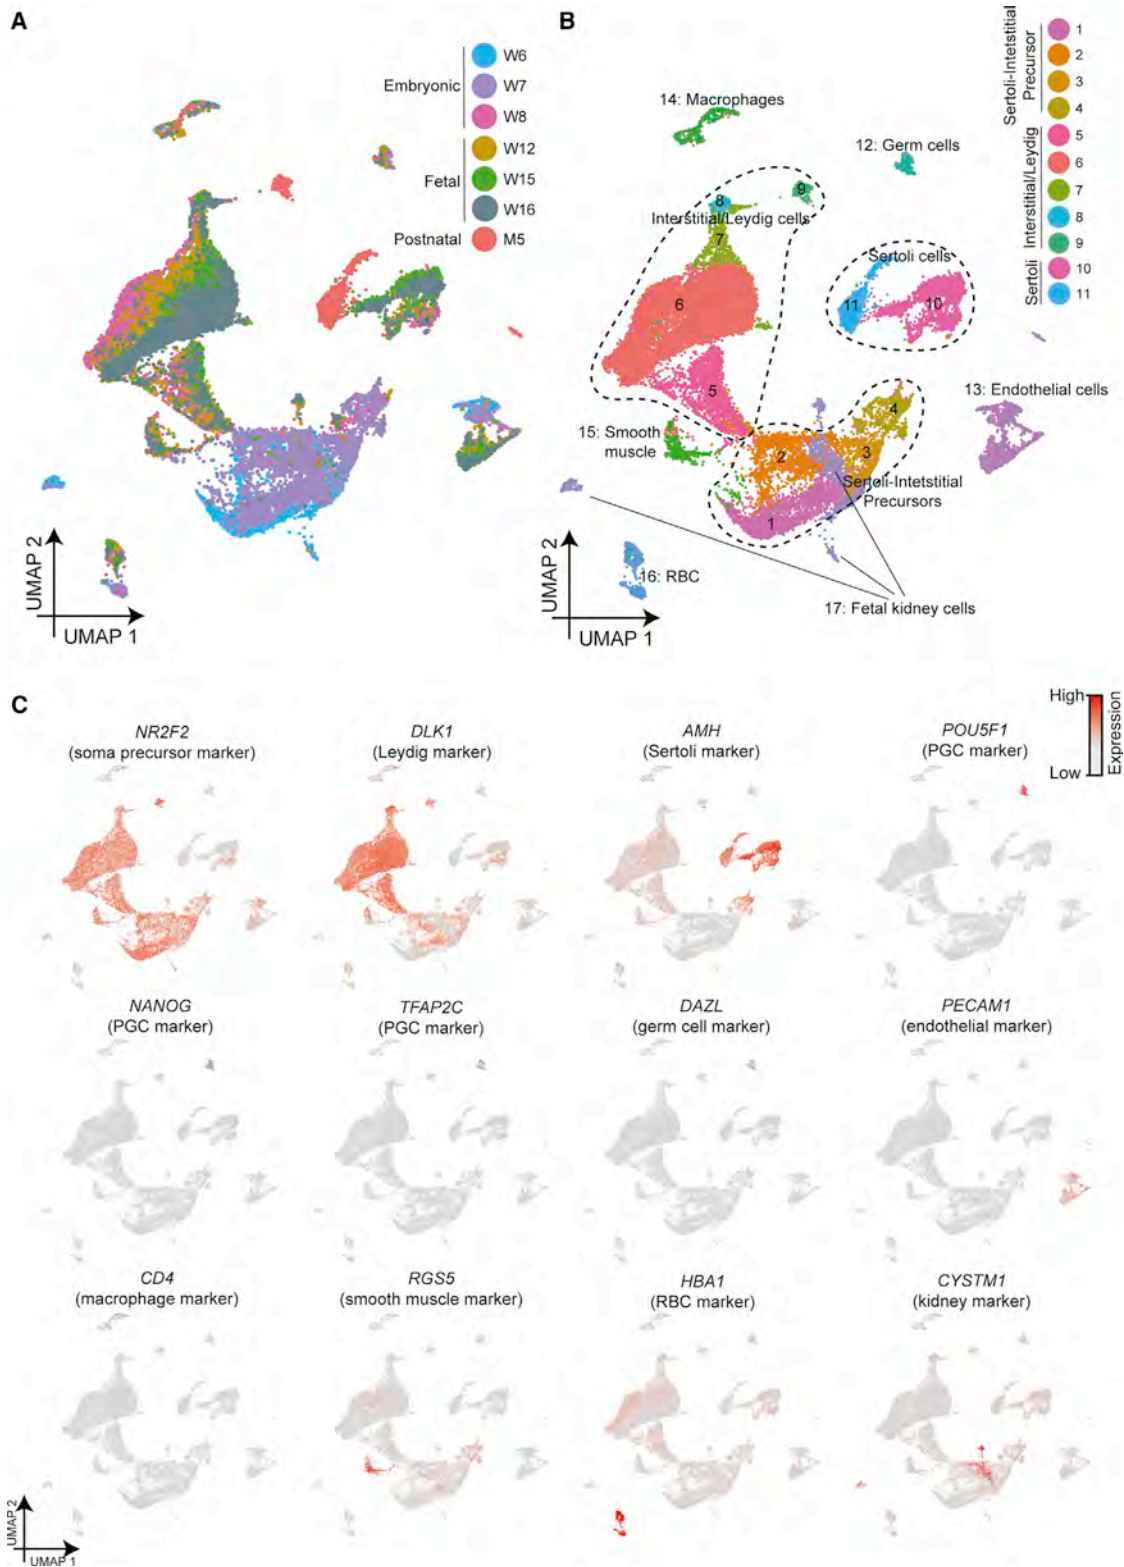 A
W6
W7
W8
W12
W15
W16
M5
Embryonic
Fetal
Postnatal
UMAP 2
UMAP 1
B
Sertoli-Intetstitial
Precursor
Interstitial/Leydig
Sertoli
1
2
3
4
5
6
7
8
9
10
11
14: Macrophages
12: Germ cells
8
9
Interstitial/Leydig cells
7
Sertoli cells
6
11
10
5
13: Endothelial cells
4
15: Smooth
muscle
2
3
Sertoli-Intetstitial
Precursors
1
16: RBC
17: Fetal kidney cells
UMAP 2
UMAP 1
C
High
Low
Expression
NR2F2
(soma precursor marker)
DLK1
(Leydig marker)
AMH
(Sertoli marker)
POU5F1
(PGC marker)
NANOG
(PGC marker)
TFAP2C
(PGC marker)
DAZL
(germ cell marker)
PECAM1
(endothelial marker)
CD4
(macrophage marker)
RGS5
(smooth muscle marker)
HBA1
(RBC marker)
CYSTM1
(kidney marker)
UMAP 2
UMAP 1